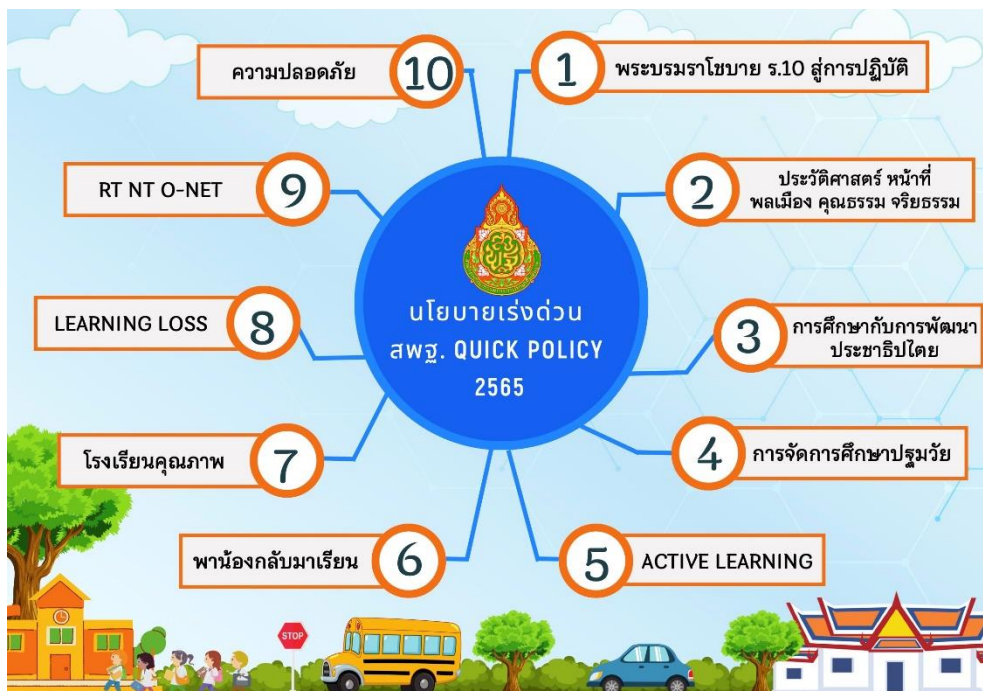 นโยบายเร่งด่วน
สพฐ. QUICK POLICY
2565
1
พระบรมราโชบาย ร.10 สู่การปฏิบัติ
2
ประวัติศาสตร์ หน้าที่
พลเมือง คุณธรรม จริยธรรม
3
การศึกษากับการพัฒนา
ประชาธิปไตย
4
การจัดการศึกษาปฐมวัย
5
ACTIVE LEARNING
6
พาน้องกลับมาเรียน
7
โรงเรียนคุณภาพ
8
LEARNING LOSS
9
RT NT O-NET
10
ความปลอดภัย
STOP